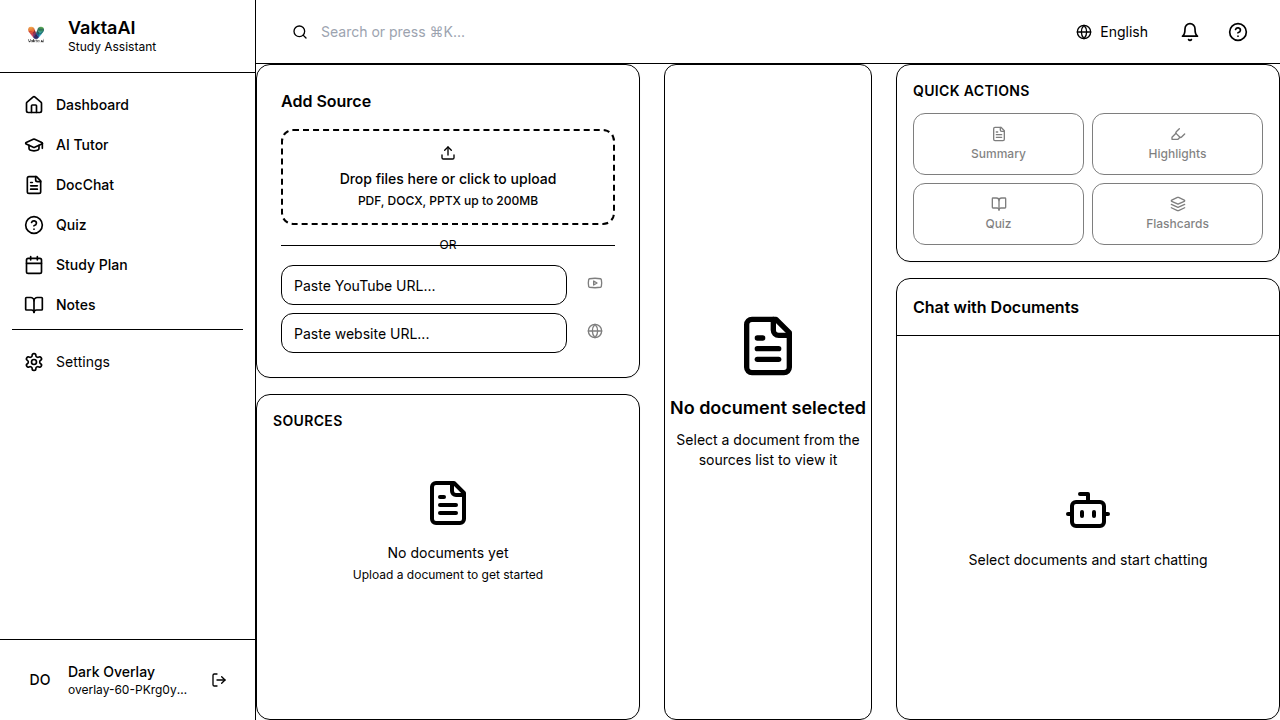 VaktaAI
Study Assistant
Dashboard
AI Tutor
DocChat
Quiz
Study Plan
Notes
Settings
DO
Dark Overlay
overlay-60-PKrg0y...
Search or press ⌘K...
English
Add Source
Drop files here or click to upload
PDF, DOCX, PPTX up to 200MB
OR
Paste YouTube URL...
Paste website URL...
SOURCES
No documents yet
Upload a document to get started
No document selected
Select a document from the
sources list to view it
QUICK ACTIONS
Summary
Highlights
Quiz
Flashcards
Chat with Documents
Select documents and start chatting